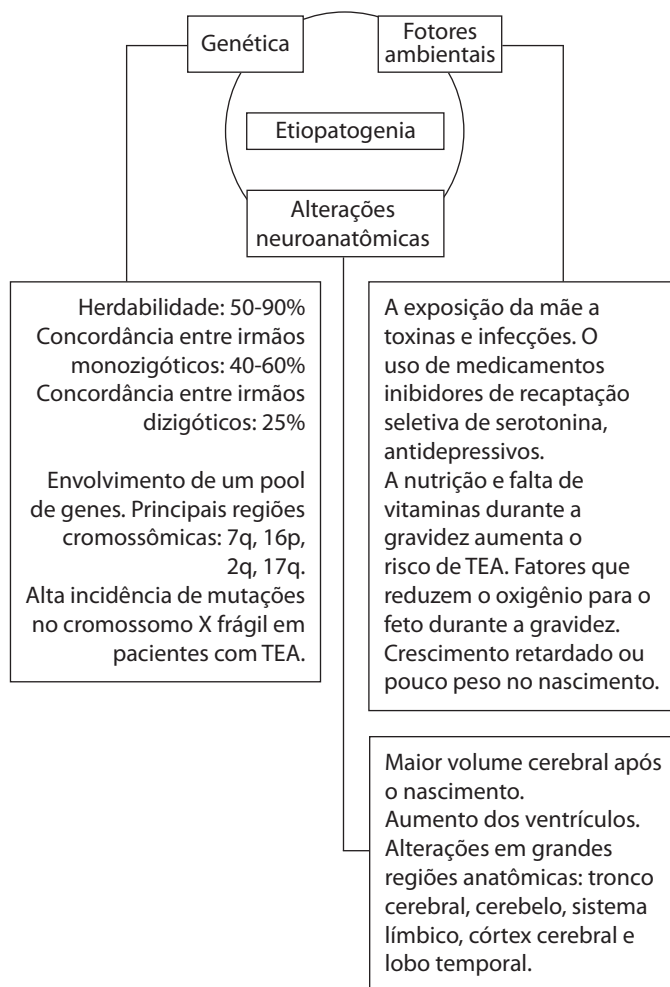 Genética
Fotores
ambientais
Etiopatogenia
Alterações
neuroanatômicas
Herdabilidade: 50-90%
Concordância entre irmãos
monozigóticos: 40-60%
Concordância entre irmãos
dizigóticos: 25%
Envolvimento de um pool
de genes. Principais regiões
cromossômicas: 7q, 16p,
2q, 17q.
Alta incidência de mutações
no cromossomo X frágil em
pacientes com TEA.
A exposição da mãe a
toxinas e infecções. O
uso de medicamentos
inibidores de recaptação
seletiva de serotonina,
antidepressivos.
A nutrição e falta de
vitaminas durante a
gravidez aumenta o
risco de TEA. Fatores que
reduzem o oxigênio para o
feto durante a gravidez.
Crescimento retardado ou
pouco peso no nascimento.
Maior volume cerebral após
o nascimento.
Aumento dos ventrículos.
Alterações em grandes
regiões anatômicas: tronco
cerebral, cerebelo, sistema
límbico, córtex cerebral e
lobo temporal.